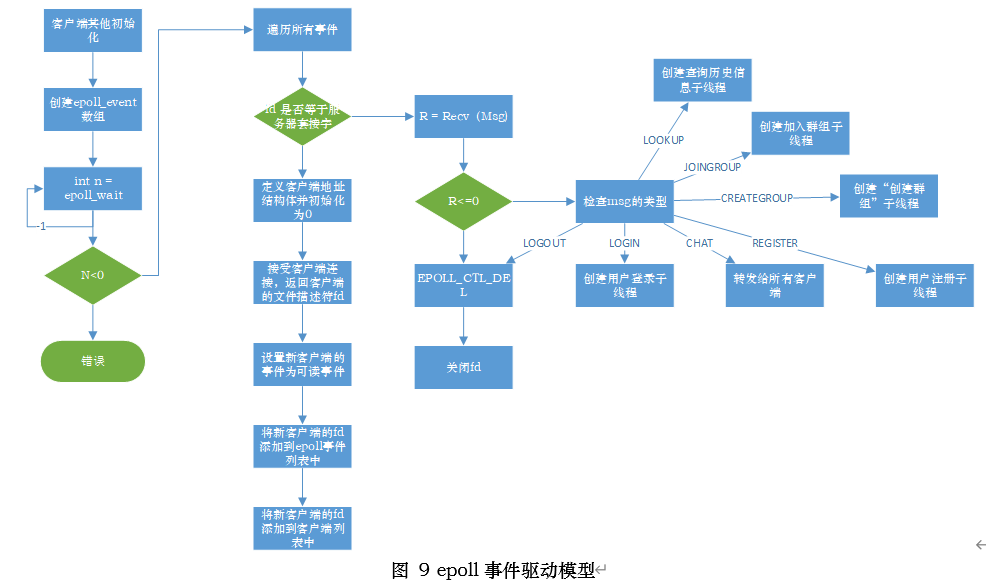 客户端其他初始
化
创建epoll_event
数组
int n =
epoll_wait
-1
N<0
错误
遍历所有事件
fd 是否等于服
务器套接字
定义客户端地址
结构体并初始化
为0
接受客户端连
接，返回客户端
的文件描述符fd
设置新客户端的
事件为可读事件
将新客户端的fd
添加到epoll事件
列表中
将新客户端的fd
添加到客户端列
表中
R = Recv（Msg)
R<=0
EPOLL_CTL_DE
L
关闭fd
检查msg的类型
LOOKUP
创建查询历史信
息子线程
JOINGROUP
创建加入群组子
线程
CREATEGROUP
创建“创建群
组”子线程
LOGOUT
LOGIN
CHAT
REGISTER
创建用户登录子
线程
转发给所有客户
端
创建用户注册子
线程
图 9 epoll 事件驱动模型